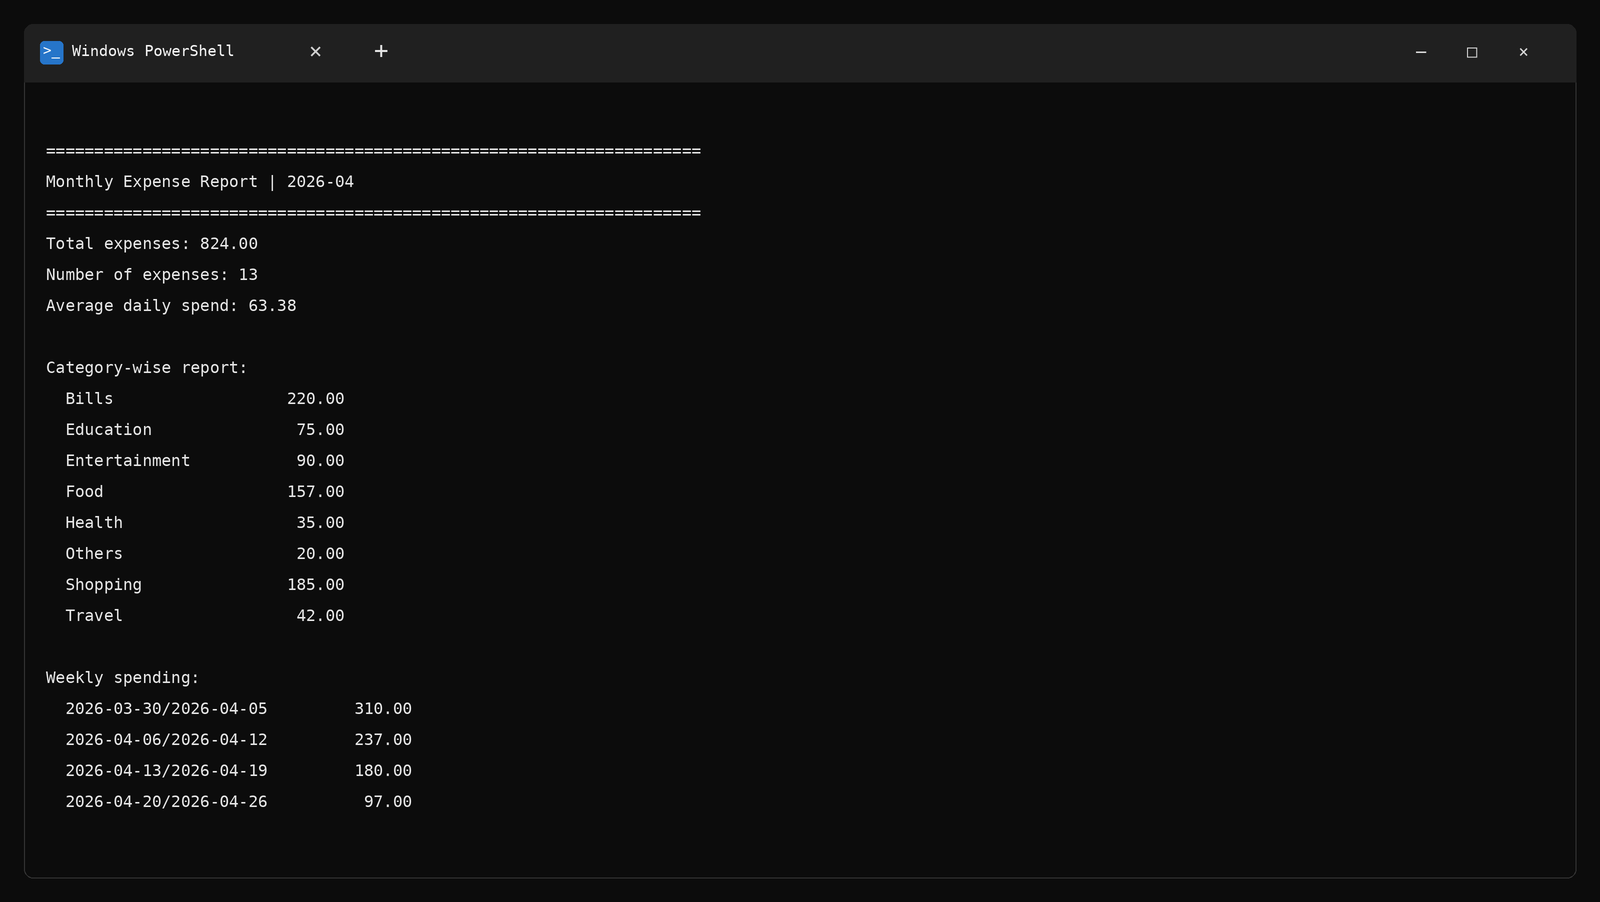 >_ Windows PowerShell ✕ +
====================================================================
Monthly Expense Report | 2026-04
====================================================================
Total expenses: 824.00
Number of expenses: 13
Average daily spend: 63.38
Category-wise report:
Bills 220.00
Education 75.00
Entertainment 90.00
Food 157.00
Health 35.00
Others 20.00
Shopping 185.00
Travel 42.00
Weekly spending:
2026-03-30/2026-04-05 310.00
2026-04-06/2026-04-12 237.00
2026-04-13/2026-04-19 180.00
2026-04-20/2026-04-26 97.00